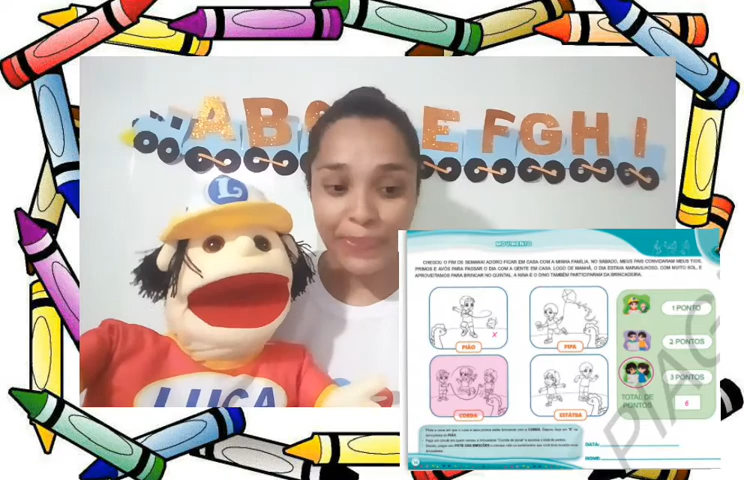 A B E F G H I
L
LUCA
MOVIMENTO
CHEGOU O FIM DE SEMANA! ADORO FICAR EM CASA COM A MINHA FAMÍLIA. NO SÁBADO, MEUS PAIS CONVIDARAM MEUS TIOS,
PRIMOS E AVÓS PARA PASSAR O DIA COM A GENTE EM CASA. LOGO DE MANHÃ, O DIA ESTAVA MARAVILHOSO, COM MUITO SOL, E
APROVEITAMOS PARA BRINCAR NO QUINTAL. A NINA E O DINO TAMBÉM PARTICIPARAM DA BRINCADEIRA.
X
PIÃO
PIPA
CORDA
ESTÁTUA
1 PONTO
2 PONTOS
3 PONTOS
TOTAL DE
PONTOS
6
DATA:
NOME:
PIAG